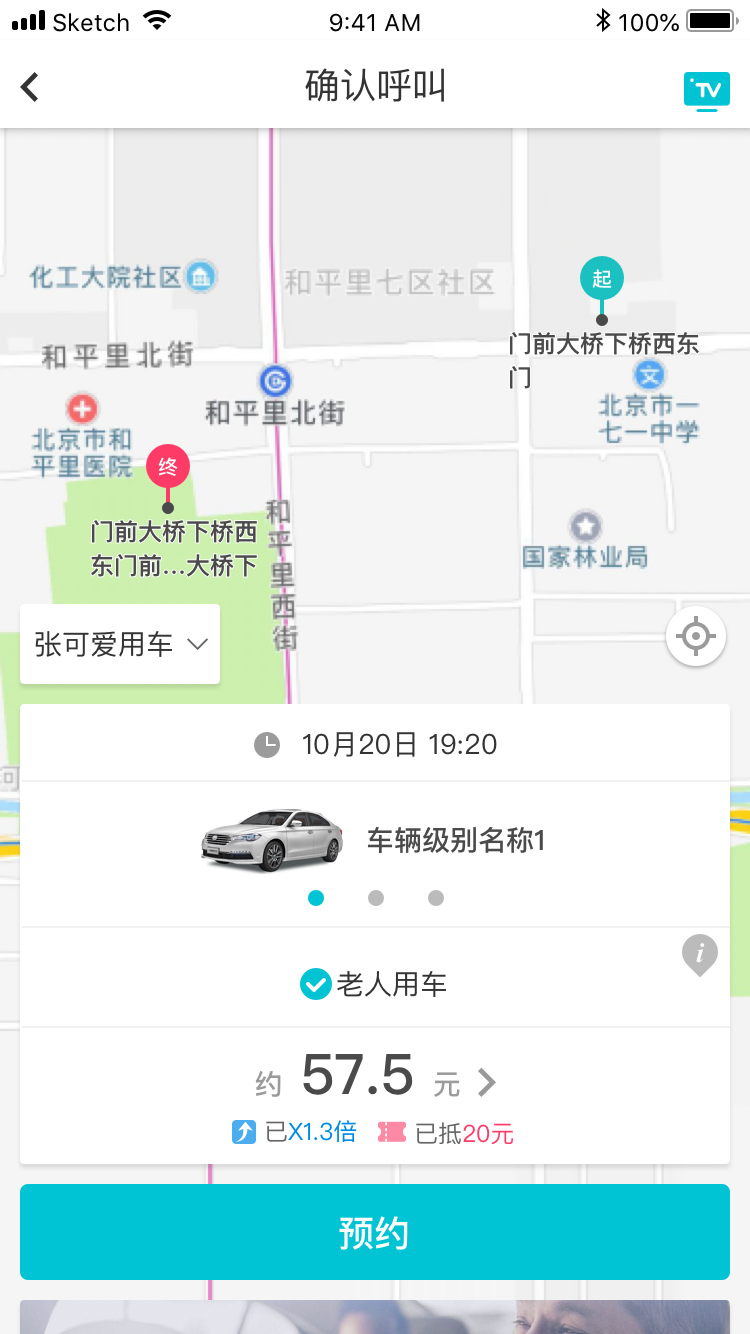 Sketch 9:41 AM 100%
确认呼叫
TV
化工大院社区
和平里七区社区
起
门前大桥下桥西东
门
和平里北街
和平里北街
北京市一
七一中学
文
北京市和
平里医院
终
门前大桥下桥西
东门前...大桥下
和平里西街
国家林业局
张可爱用车
10月20日 19:20
河
车辆级别名称1
i
老人用车
约 57.5 元
已X1.3倍 已抵20元
预约